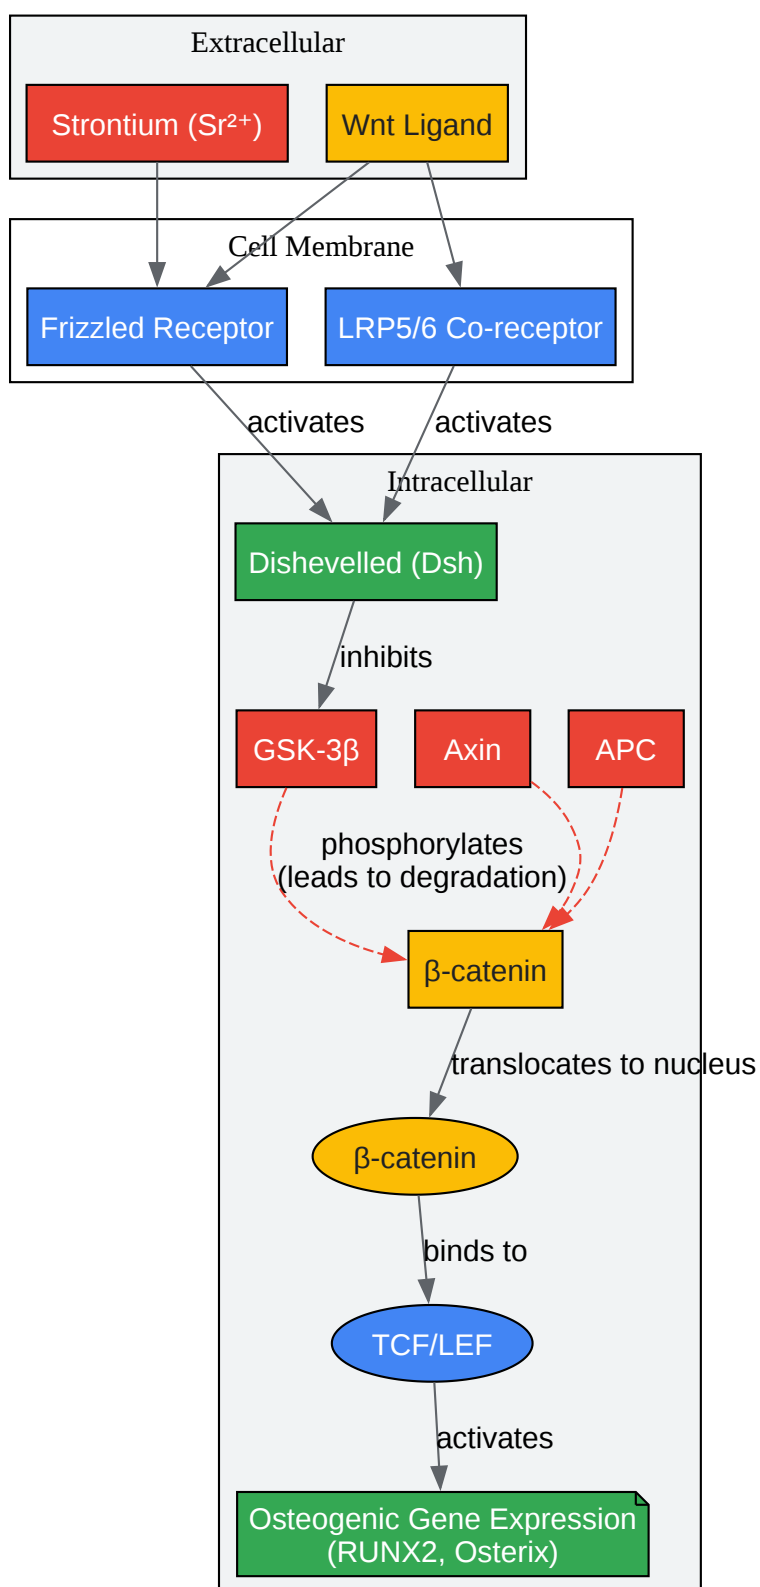 Extracellular
Strontium (Sr²⁺)
Wnt Ligand
Cell Membrane
Frizzled Receptor
LRP5/6 Co-receptor
activates
activates
Intracellular
Dishevelled (Dsh)
inhibits
GSK-3β
Axin
APC
phosphorylates
(leads to degradation)
β-catenin
translocates to nucleus
β-catenin
binds to
TCF/LEF
activates
Osteogenic Gene Expression
(RUNX2, Osterix)